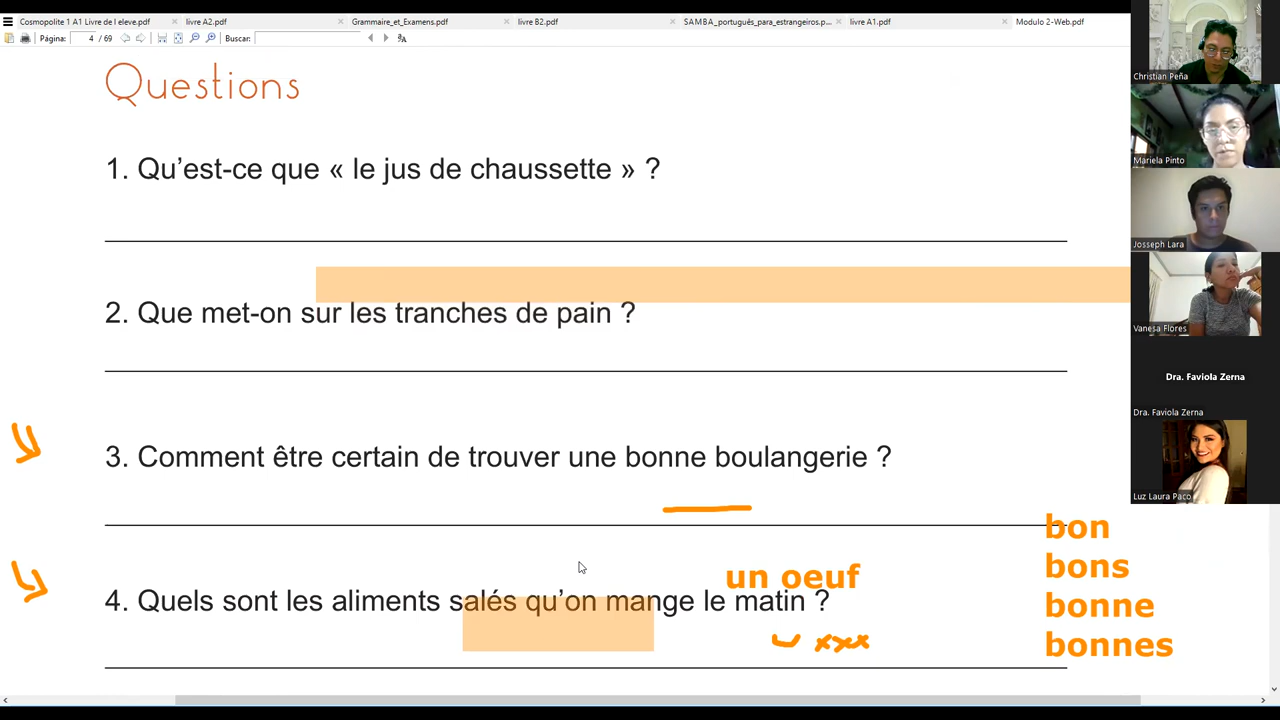 Cosmopolite 1 A1 Livre de l eleve.pdf
livre A2.pdf
Grammaire_et_Examens.pdf
livre B2.pdf
SAMBA_português_para_estrangeiros.p...
livre A1.pdf
Modulo 2-Web.pdf
Página: 4 / 69
Buscar:
Questions
1. Qu'est-ce que « le jus de chaussette » ?
2. Que met-on sur les tranches de pain ?
3. Comment être certain de trouver une bonne boulangerie ?
un oeuf
4. Quels sont les aliments salés qu'on mange le matin ?
xxx
bon
bons
bonne
bonnes
Christian Peña
Mariela Pinto
Josseph Lara
Vanesa Flores
Dra. Faviola Zerna
Dra. Faviola Zerna
Luz Laura Paco